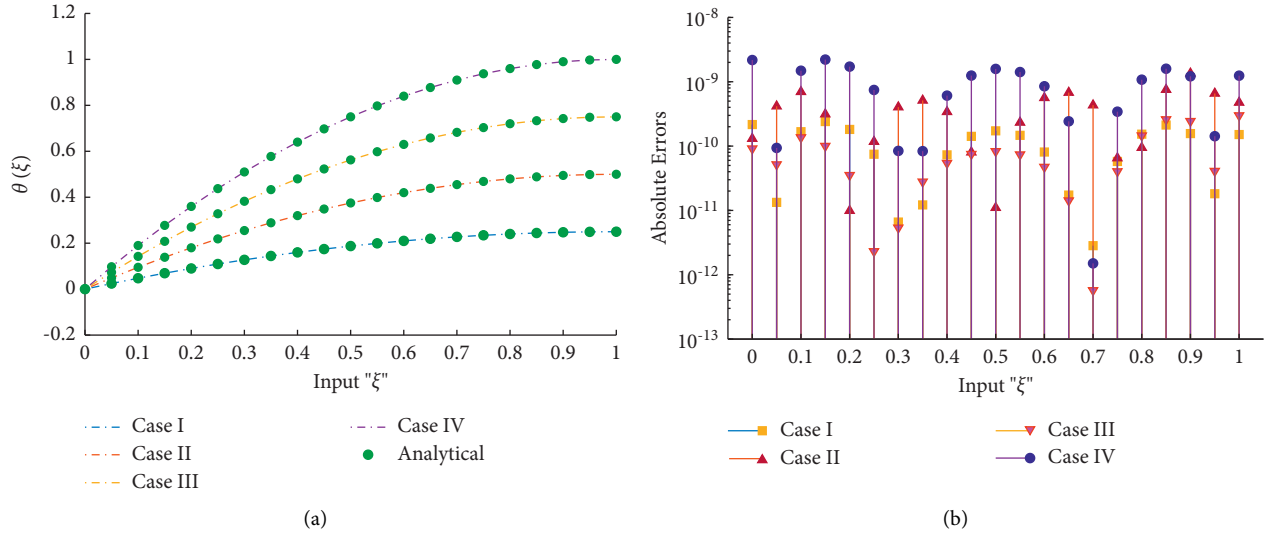 1.2
1
0.8
0.6
0.4
0.2
0
-0.2
θ (ξ)
0 0.1 0.2 0.3 0.4 0.5 0.6 0.7 0.8 0.9 1
Input "ξ"
Case I
Case II
Case III
Case IV
Analytical
(a)
10⁻⁸
10⁻⁹
10⁻¹⁰
10⁻¹¹
10⁻¹²
10⁻¹³
Absolute Errors
0 0.1 0.2 0.3 0.4 0.5 0.6 0.7 0.8 0.9 1
Input "ξ"
Case I
Case II
Case III
Case IV
(b)